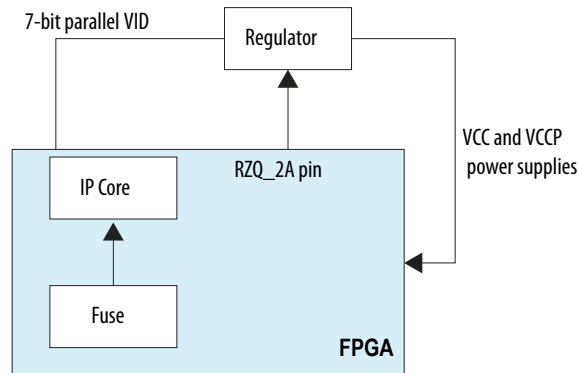 7-bit parallel VID
Regulator
VCC and VCCP
power supplies
RZQ_2A pin
IP Core
Fuse
FPGA